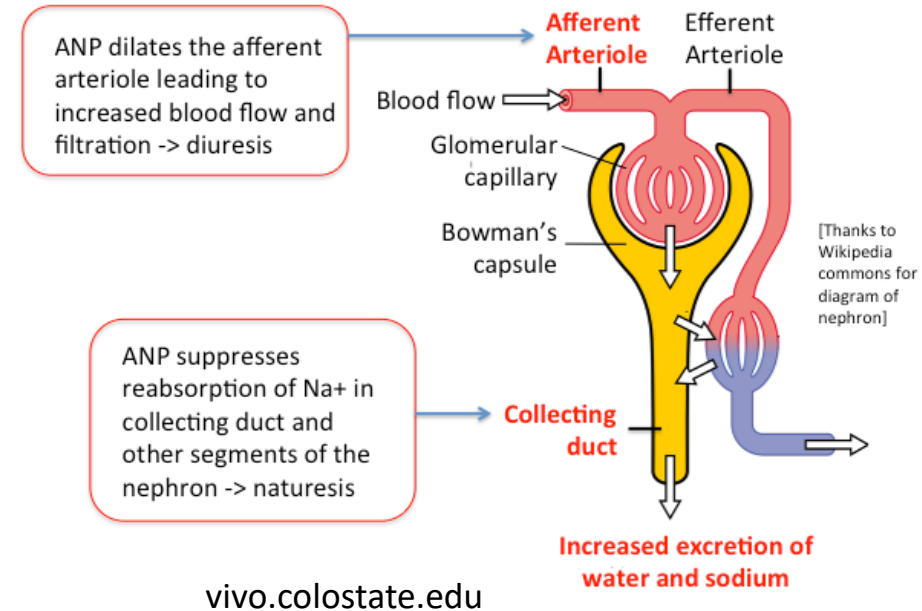 ANP dilates the afferent
arteriole leading to
increased blood flow and
filtration -> diuresis
Afferent
Arteriole
Efferent
Arteriole
Blood flow
Glomerular
capillary
Bowman's
capsule
[Thanks to
Wikipedia
commons for
diagram of
nephron]
ANP suppresses
reabsorption of Na+ in
collecting duct and
other segments of the
nephron -> naturesis
Collecting
duct
Increased excretion of
water and sodium
vivo.colostate.edu